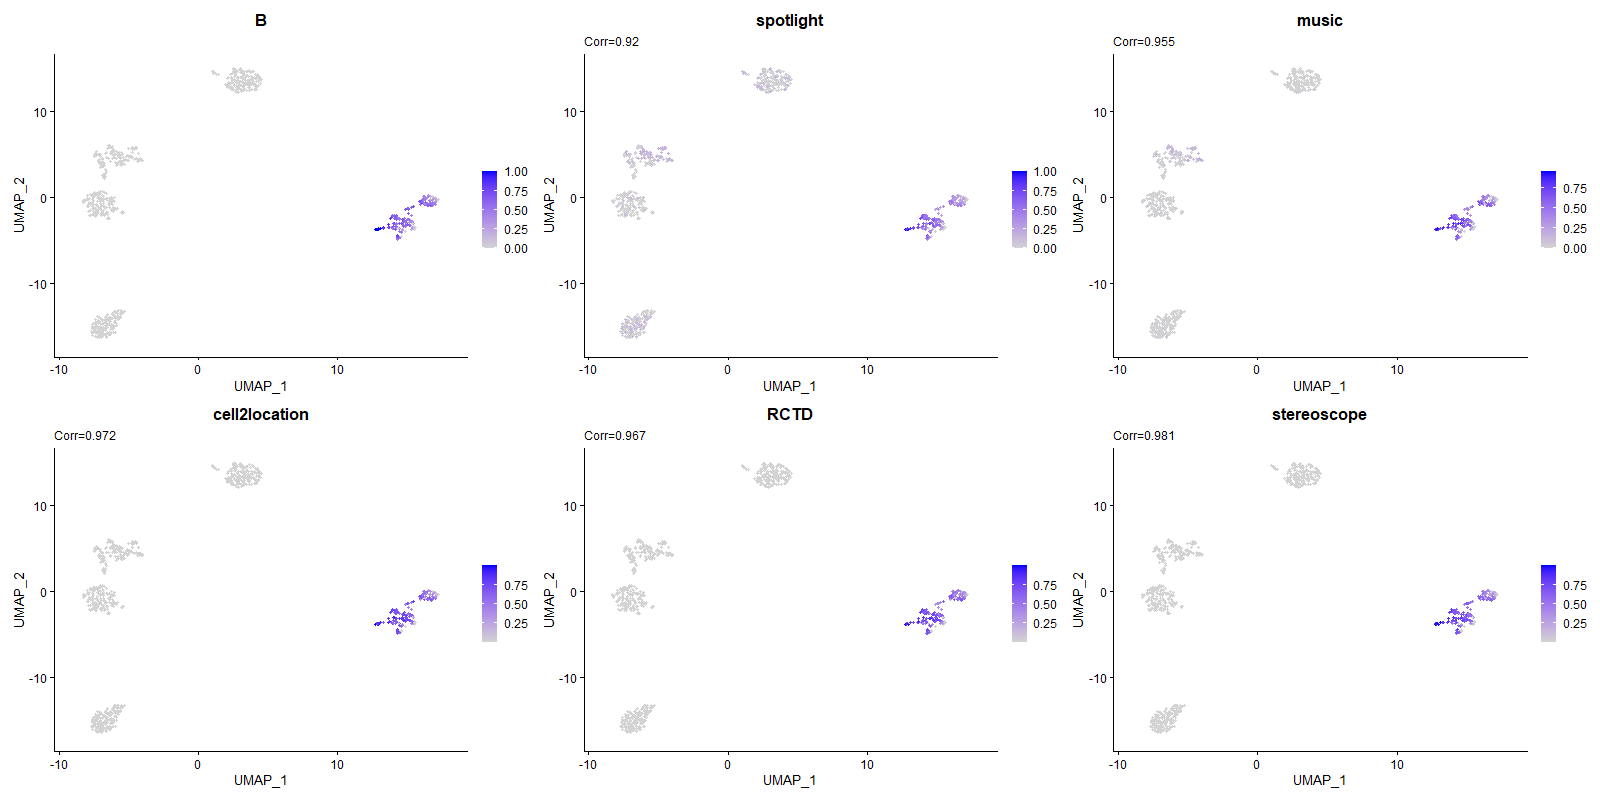 B
10
0
-10
UMAP_2
-10
0
10
UMAP_1
1.00
0.75
0.50
0.25
0.00
spotlight
Corr=0.92
10
0
-10
UMAP_2
-10
0
10
UMAP_1
1.00
0.75
0.50
0.25
0.00
music
Corr=0.955
10
0
-10
UMAP_2
-10
0
10
UMAP_1
0.75
0.50
0.25
0.00
cell2location
Corr=0.972
10
0
-10
UMAP_2
-10
0
10
UMAP_1
0.75
0.50
0.25
RCTD
Corr=0.967
10
0
-10
UMAP_2
-10
0
10
UMAP_1
0.75
0.50
0.25
stereoscope
Corr=0.981
10
0
-10
UMAP_2
-10
0
10
UMAP_1
0.75
0.50
0.25